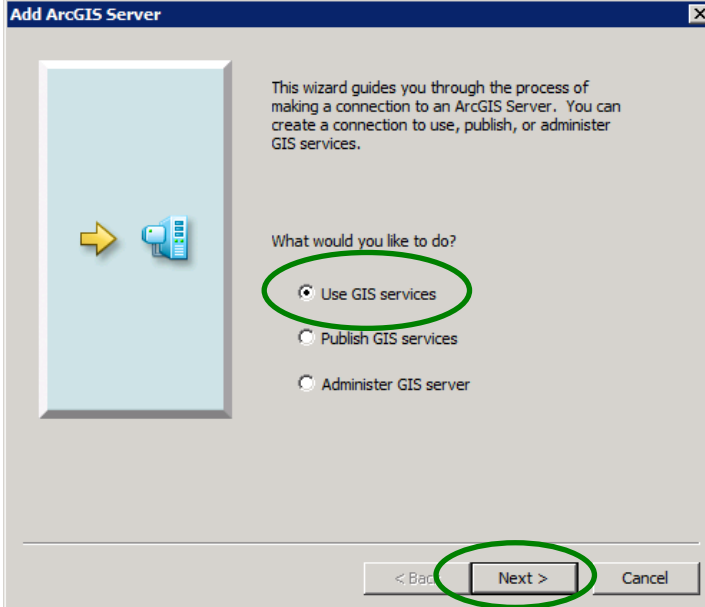 Add ArcGIS Server
This wizard guides you through the process of
making a connection to an ArcGIS Server.  You can
create a connection to use, publish, or administer
GIS services.
What would you like to do?
Use GIS services
Publish GIS services
Administer GIS server
< Back Next > Cancel